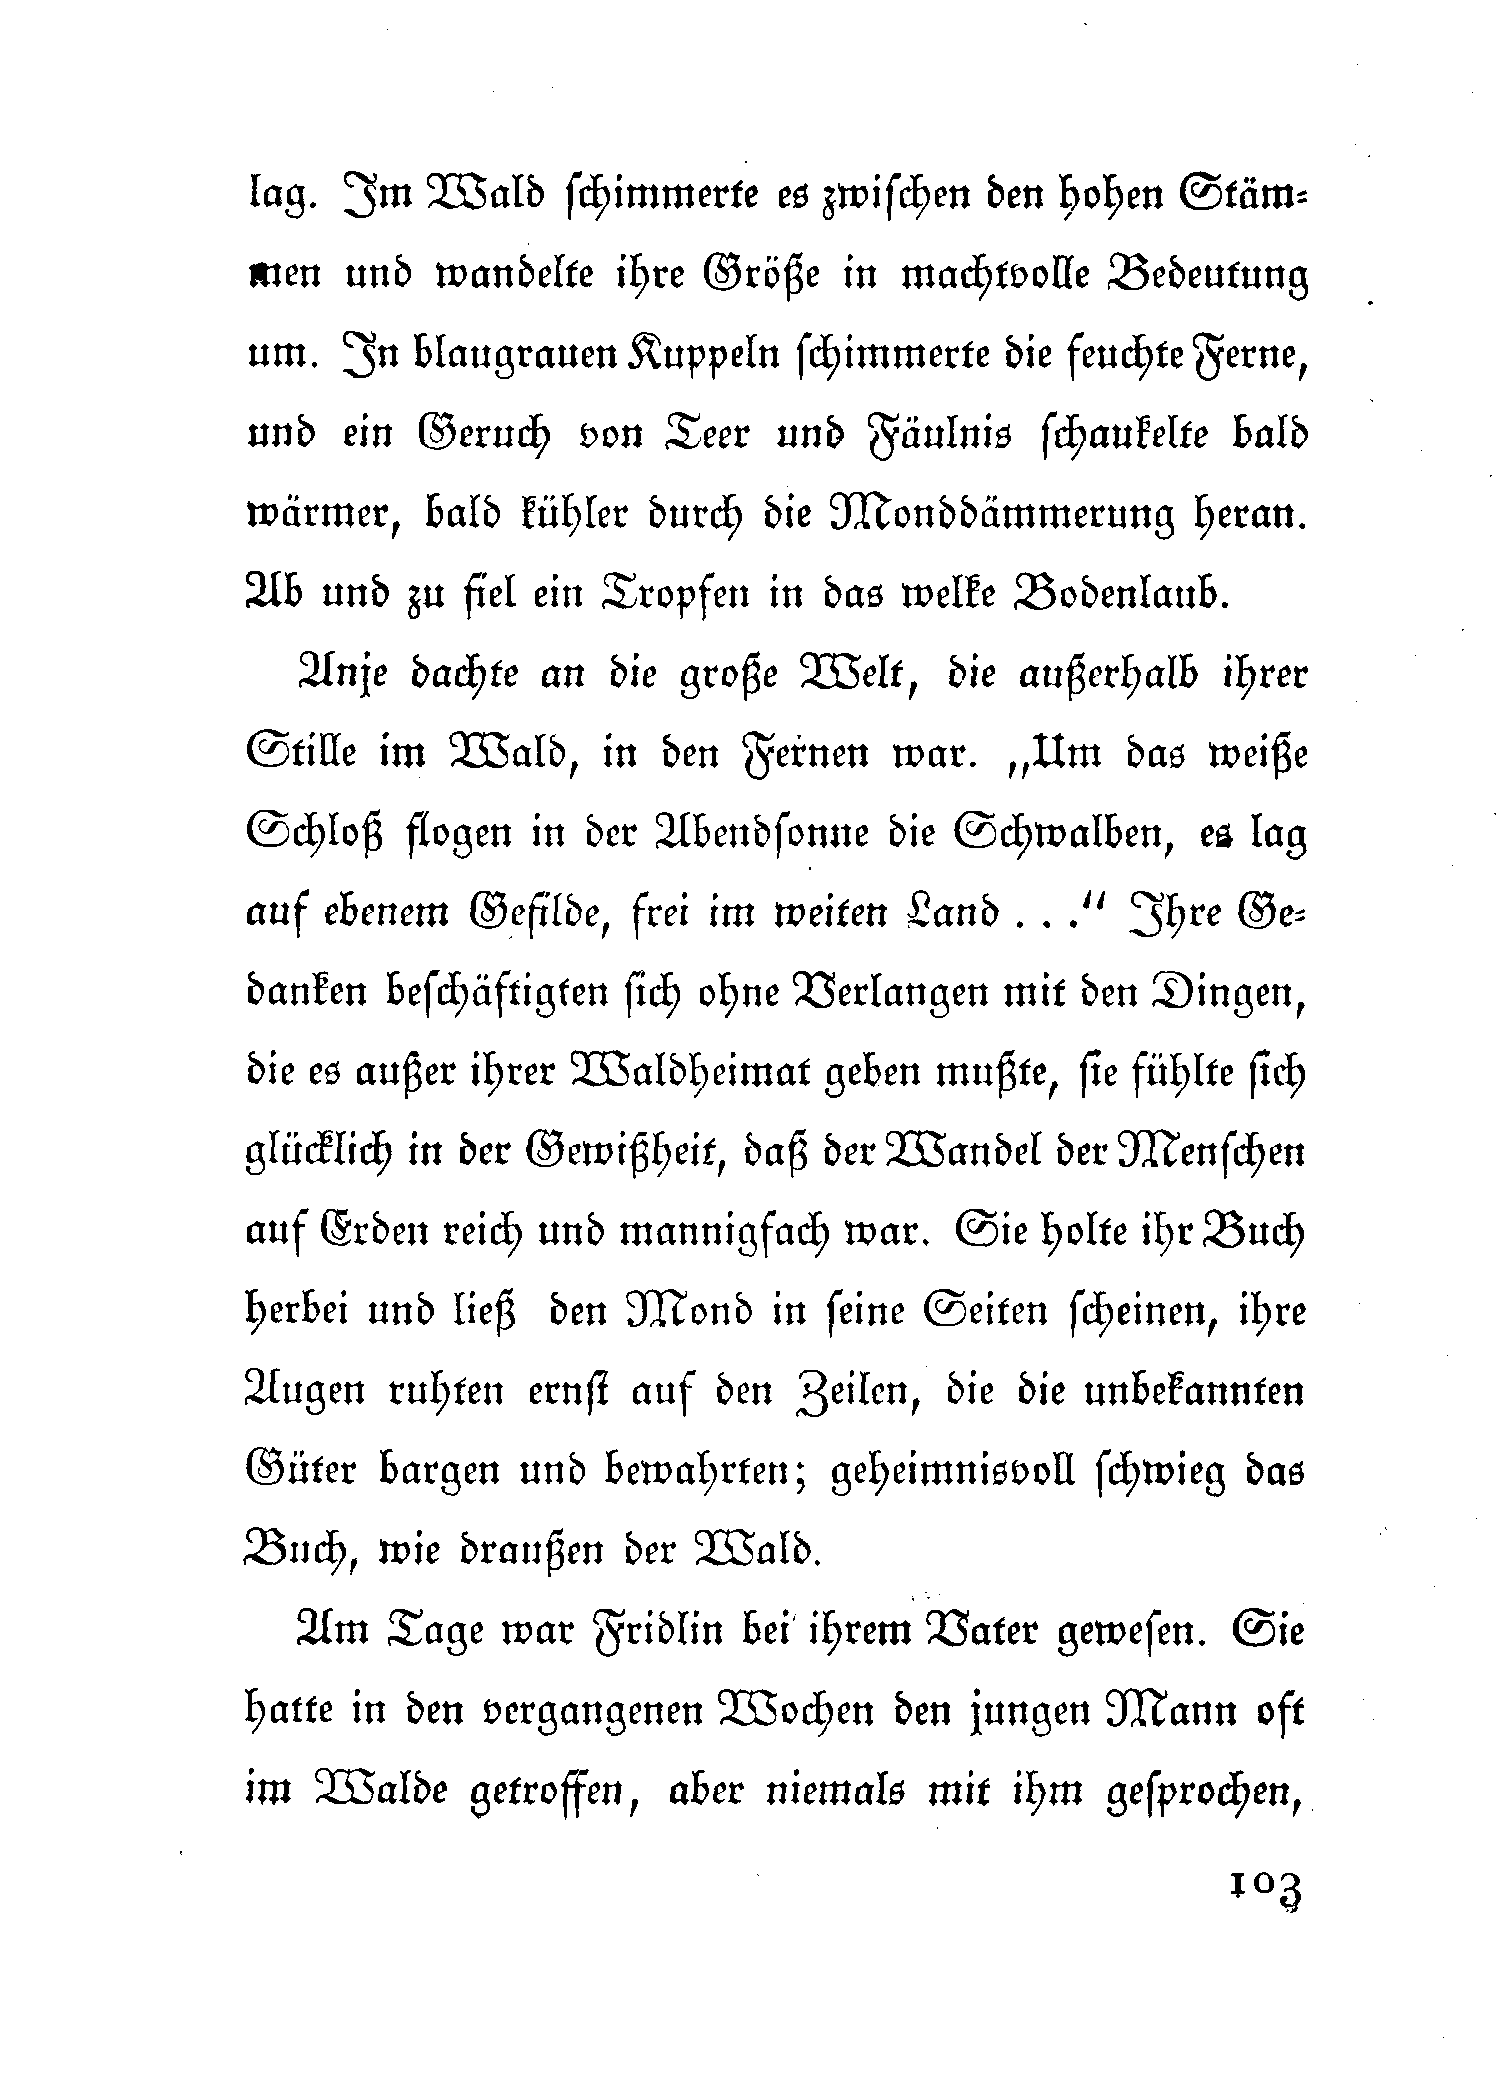 lag. Im Wald schimmerte es zwischen den hohen Stäm-
men und wandelte ihre Größe in machtvolle Bedeutung
um. In blaugrauen Kuppeln schimmerte die feuchte Ferne,
und ein Geruch von Teer und Fäulnis schaukelte bald
wärmer, bald kühler durch die Monddämmerung heran.
Ab und zu fiel ein Tropfen in das welke Bodenlaub.
Anje dachte an die große Welt, die außerhalb ihrer
Stille im Wald, in den Fernen war. „Um das weiße
Schloß flogen in der Abendsonne die Schwalben, es lag
auf ebenem Gefilde, frei im weiten Land . . .“ Ihre Ge-
danken beschäftigten sich ohne Verlangen mit den Dingen,
die es außer ihrer Waldheimat geben mußte, sie fühlte sich
glücklich in der Gewißheit, daß der Wandel der Menschen
auf Erden reich und mannigfach war. Sie holte ihr Buch
herbei und ließ den Mond in seine Seiten scheinen, ihre
Augen ruhten ernst auf den Zeilen, die die unbekannten
Güter bargen und bewahrten; geheimnisvoll schwieg das
Buch, wie draußen der Wald.
Am Tage war Fridlin bei ihrem Vater gewesen. Sie
hatte in den vergangenen Wochen den jungen Mann oft
im Walde getroffen, aber niemals mit ihm gesprochen,
103